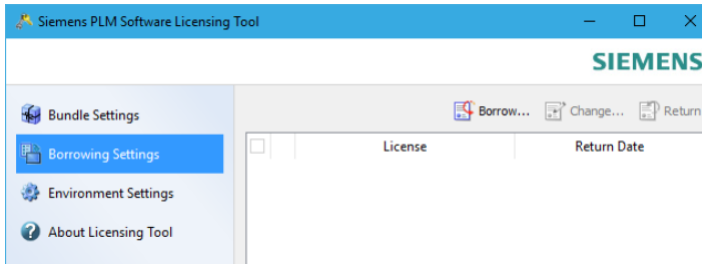 Siemens PLM Software Licensing Tool
SIEMENS
Bundle Settings
Borrowing Settings
Environment Settings
About Licensing Tool
Borrow... Change... Return
License Return Date